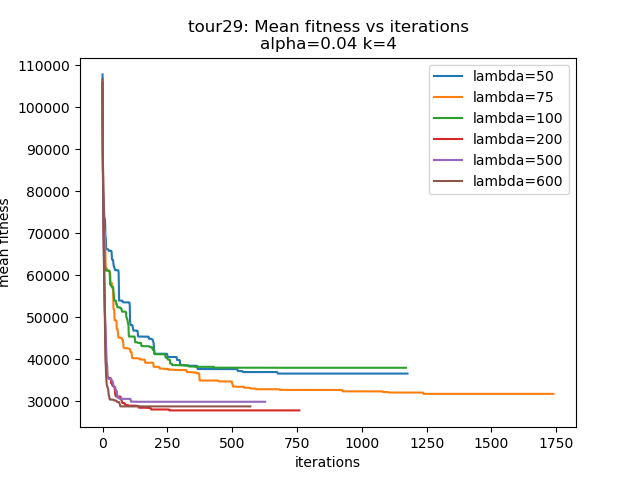 tour29: Mean fitness vs iterations
alpha=0.04 k=4
110000
100000
90000
80000
70000
60000
50000
40000
30000
mean fitness
lambda=50
lambda=75
lambda=100
lambda=200
lambda=500
lambda=600
0 250 500 750 1000 1250 1500 1750
iterations